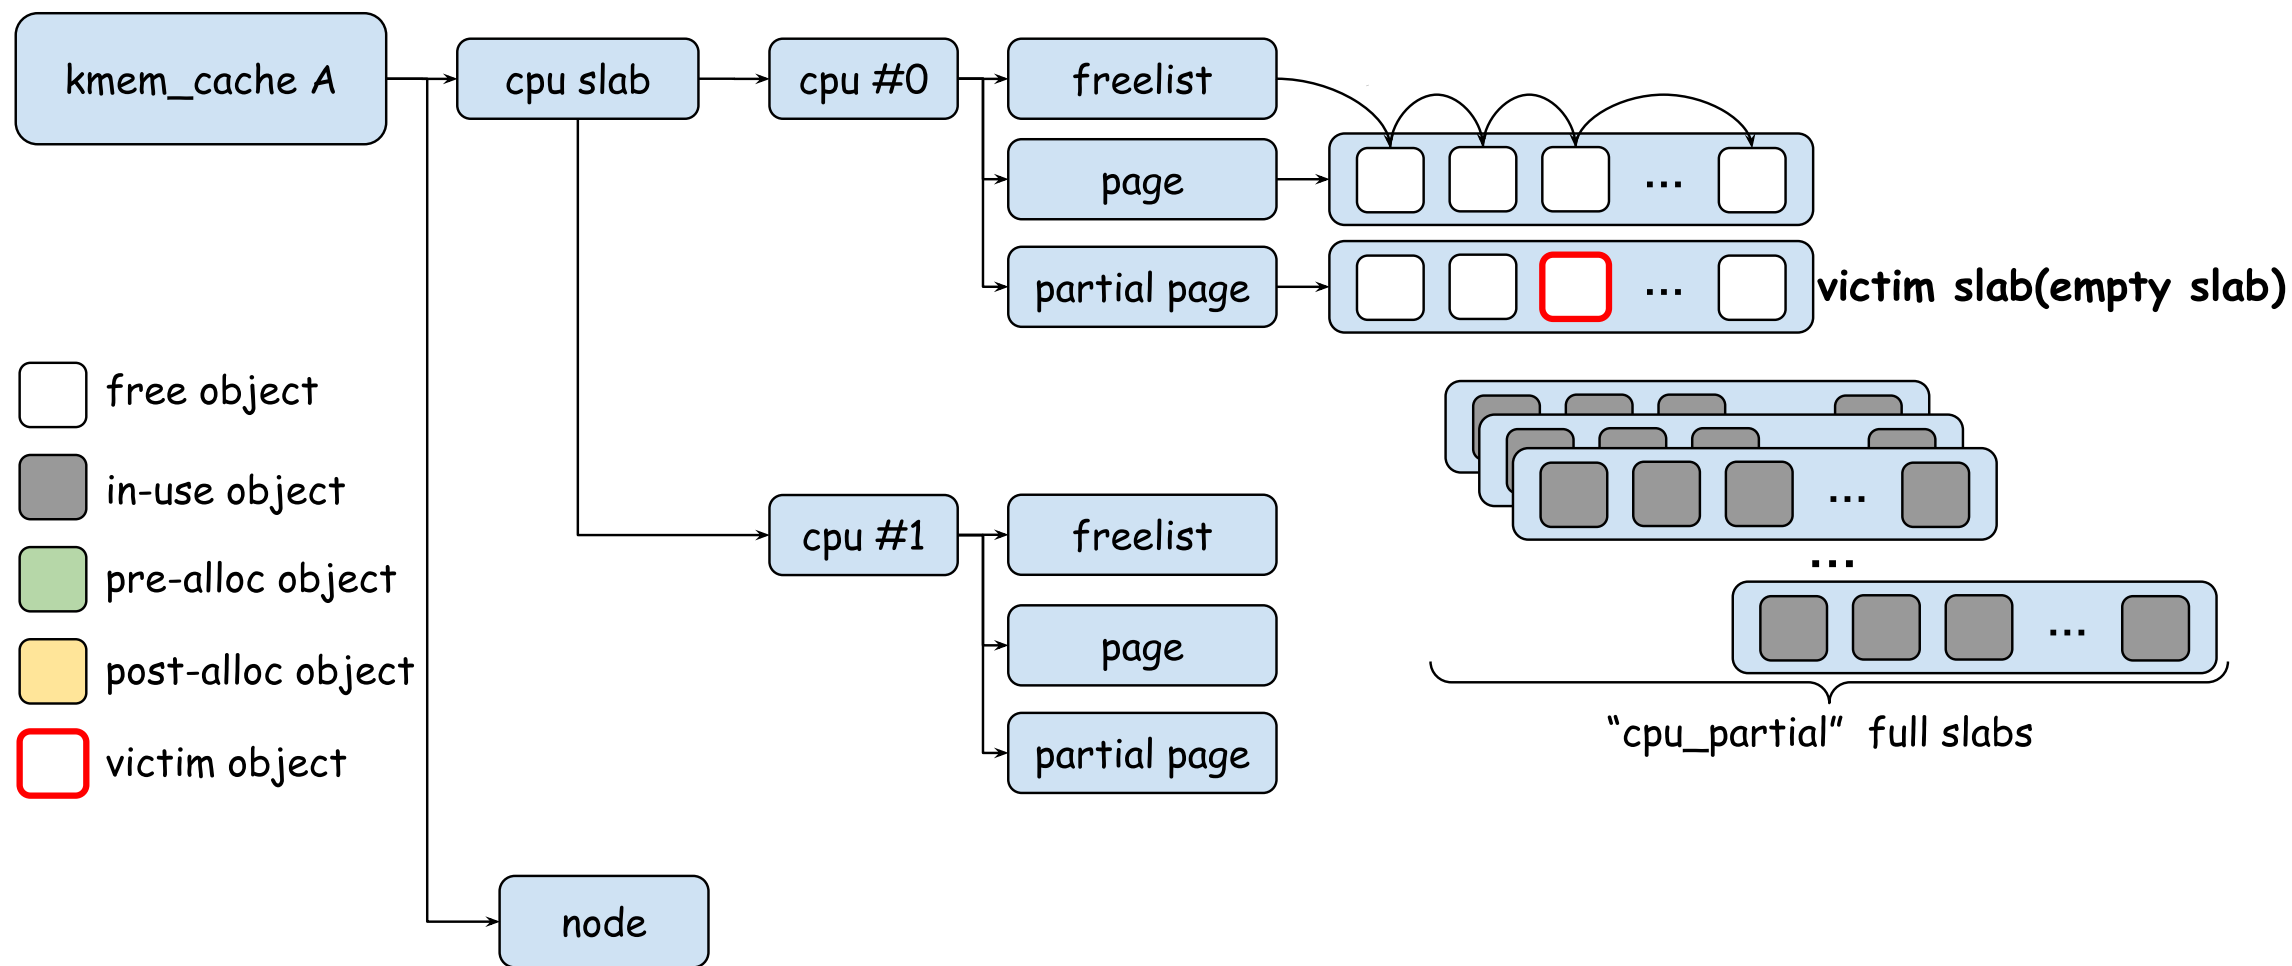 kmem_cache A
cpu slab
cpu #0
freelist
page
...
partial page
...
victim slab(empty slab)
free object
in-use object
pre-alloc object
post-alloc object
victim object
cpu #1
freelist
page
partial page
...
...
...
“cpu_partial” full slabs
node